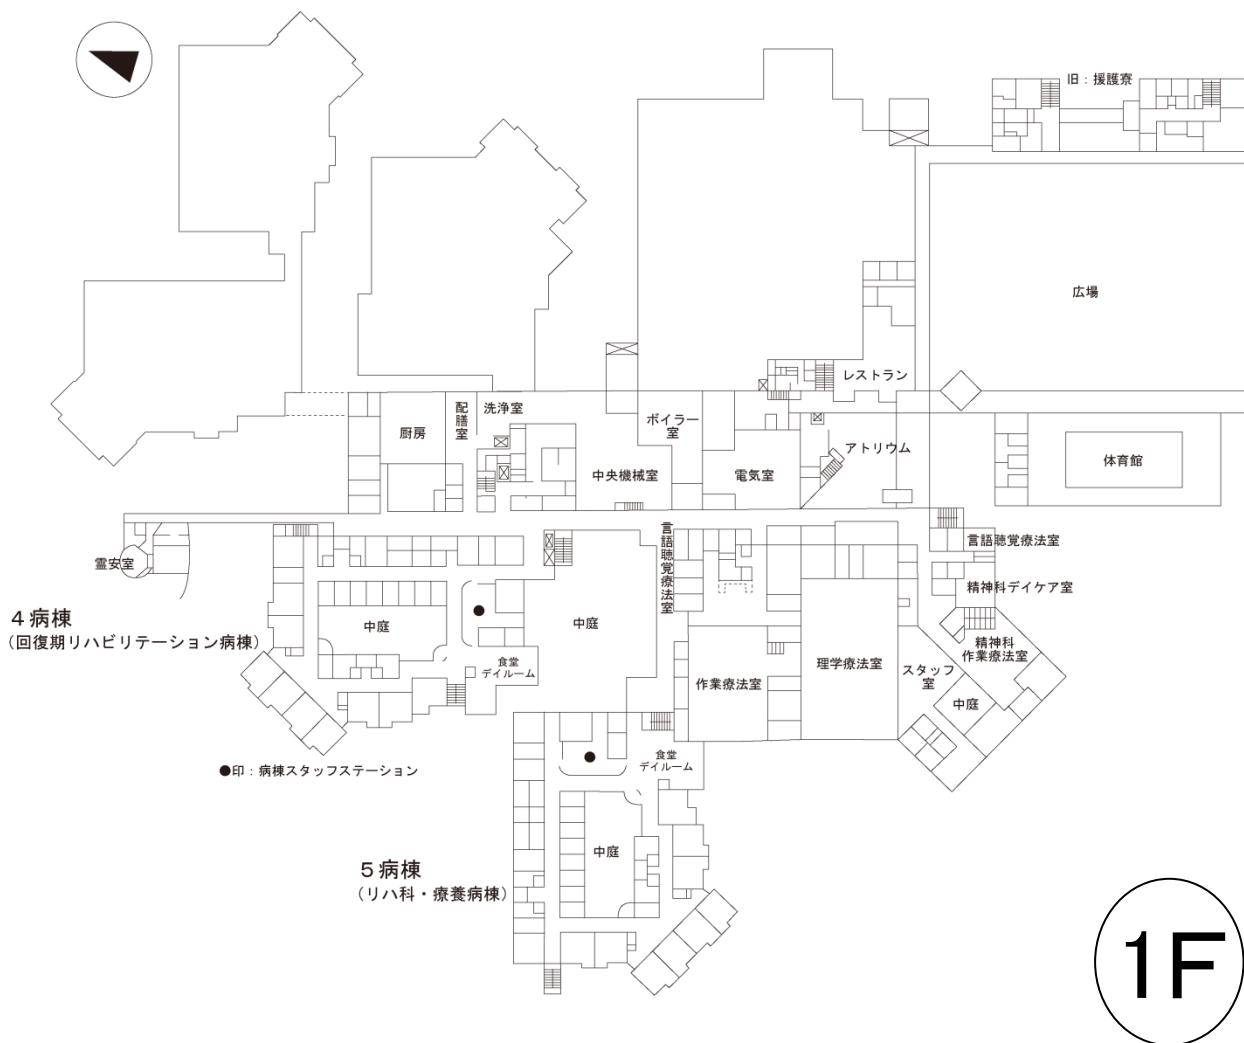 旧：援護寮
広場
レストラン
配膳室
洗浄室
厨房
ボイラー
室
アトリウム
中央機械室
電気室
体育館
言語聴覚療法室
言語聴覚療法室
霊安室
精神科デイケア室
4病棟
（回復期リハビリテーション病棟）
中庭
中庭
精神科
作業療法室
食堂
デイルーム
作業療法室
理学療法室
スタッフ
室
中庭
●印：病棟スタッフステーション
食堂
デイルーム
中庭
5病棟
（リハ科・療養病棟）
1F